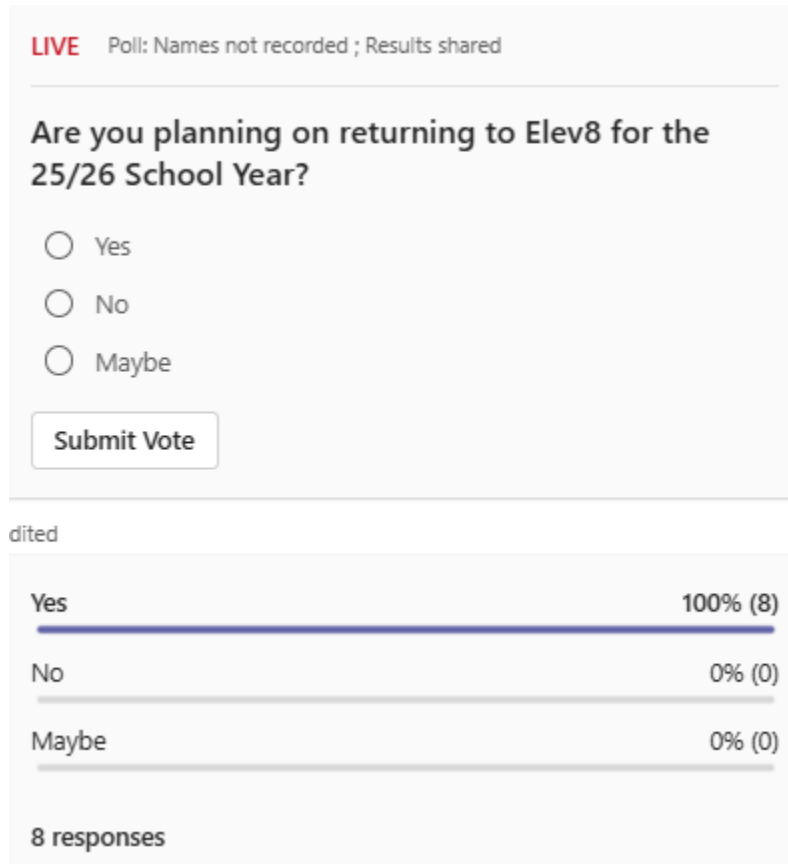 LIVE Poll: Names not recorded ; Results shared
Are you planning on returning to Elev8 for the
25/26 School Year?
Yes
No
Maybe
Submit Vote
dited
Yes 100% (8)
No 0% (0)
Maybe 0% (0)
8 responses